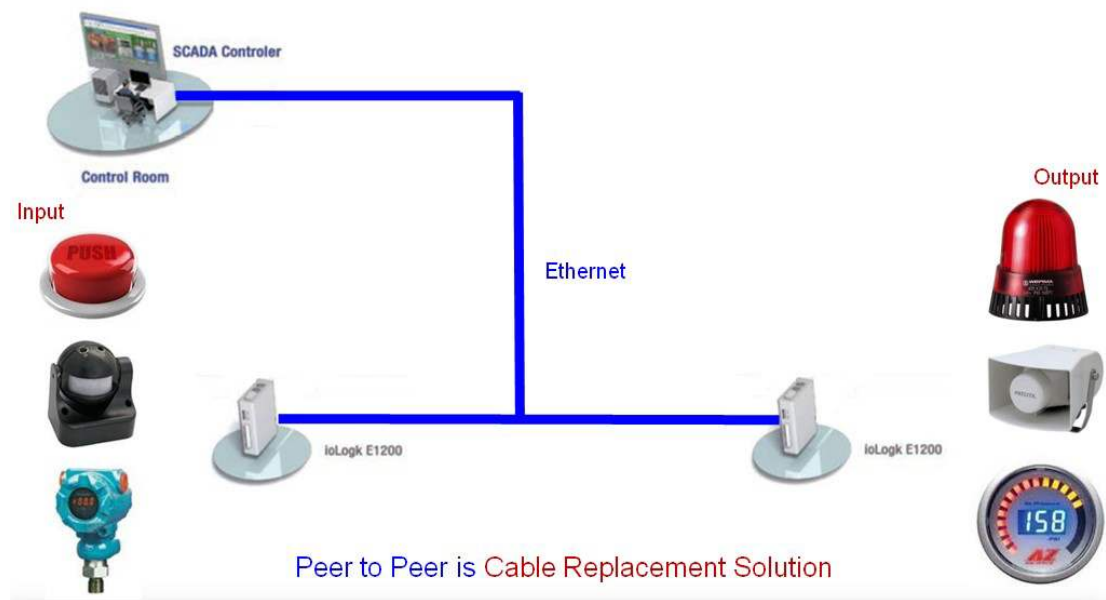 SCADA Controler
Control Room
Input
Output
PUSH
Ethernet
ioLogk E1200
ioLogk E1200
158
PSI
AZ
Peer to Peer is Cable Replacement Solution